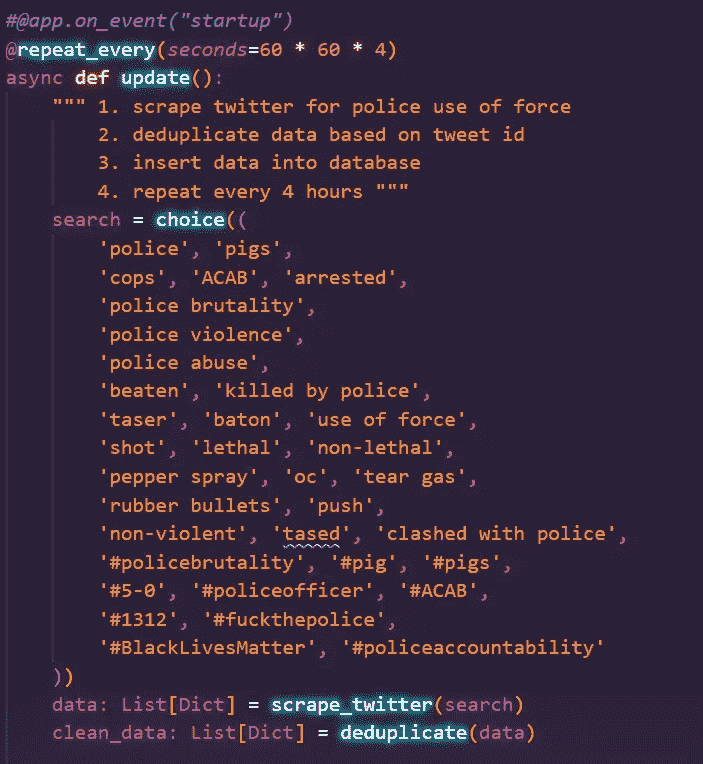 #@app.on_event("startup")
@repeat_every(seconds=60 * 60 * 4)
async def update():
    """ 1. scrape twitter for police use of force
        2. deduplicate data based on tweet id
        3. insert data into database
        4. repeat every 4 hours """
    search = choice((
        'police', 'pigs',
        'cops', 'ACAB', 'arrested',
        'police brutality',
        'police violence',
        'police abuse',
        'beaten', 'killed by police',
        'taser', 'baton', 'use of force',
        'shot', 'lethal', 'non-lethal',
        'pepper spray', 'oc', 'tear gas',
        'rubber bullets', 'push',
        'non-violent', 'tased', 'clashed with police',
        '#policebrutality', '#pig', '#pigs',
        '#5-0', '#policeofficer', '#ACAB',
        '#1312', '#fuckthepolice',
        '#BlackLivesMatter', '#policeaccountability'
    ))
    data: List[Dict] = scrape_twitter(search)
    clean_data: List[Dict] = deduplicate(data)